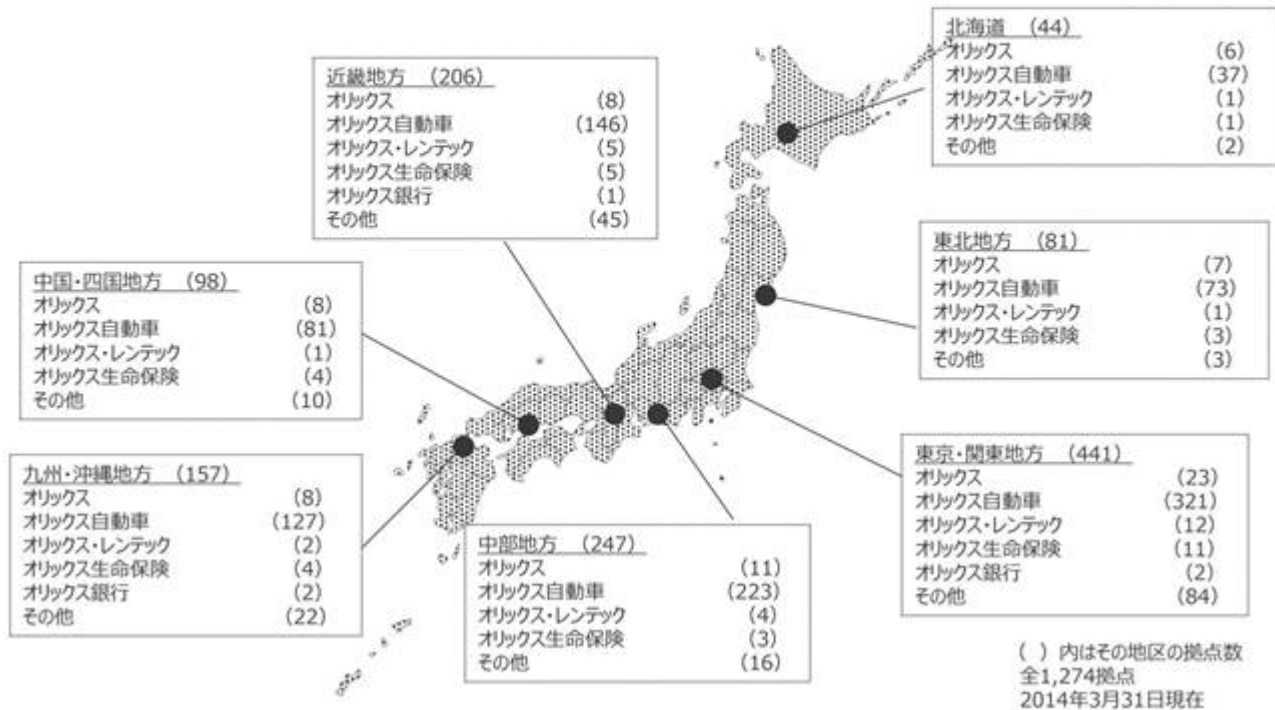 北海道 (44)
オリックス (6)
オリックス自動車 (37)
オリックス・レンテック (1)
オリックス生命保険 (1)
その他 (2)
近畿地方 (206)
オリックス (8)
オリックス自動車 (146)
オリックス・レンテック (5)
オリックス生命保険 (5)
オリックス銀行 (1)
その他 (45)
東北地方 (81)
オリックス (7)
オリックス自動車 (73)
オリックス・レンテック (1)
オリックス生命保険 (3)
その他 (3)
中国・四国地方 (98)
オリックス (8)
オリックス自動車 (81)
オリックス・レンテック (1)
オリックス生命保険 (4)
その他 (10)
東京・関東地方 (441)
オリックス (23)
オリックス自動車 (321)
オリックス・レンテック (12)
オリックス生命保険 (11)
オリックス銀行 (2)
その他 (84)
九州・沖縄地方 (157)
オリックス (8)
オリックス自動車 (127)
オリックス・レンテック (2)
オリックス生命保険 (4)
オリックス銀行 (2)
その他 (22)
中部地方 (247)
オリックス (11)
オリックス自動車 (223)
オリックス・レンテック (4)
オリックス生命保険 (3)
その他 (16)
( ) 内はその地区の拠点数
全1,274拠点
2014年3月31日現在